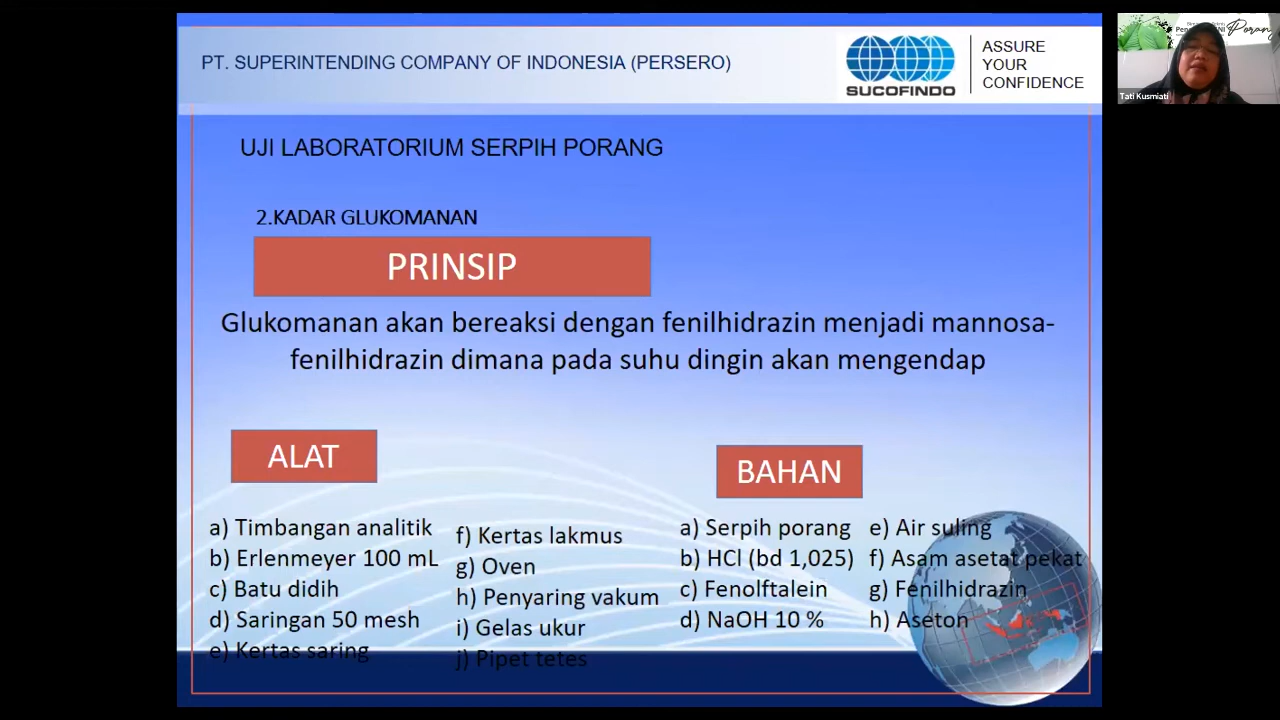 PT. SUPERINTENDING COMPANY OF INDONESIA (PERSERO)
SUCOFINDO
ASSURE
YOUR
CONFIDENCE
UJI LABORATORIUM SERPIH PORANG
2.KADAR GLUKOMANAN
PRINSIP
Glukomanan akan bereaksi dengan fenilhidrazin menjadi mannosa-
fenilhidrazin dimana pada suhu dingin akan mengendap
ALAT
a) Timbangan analitik
b) Erlenmeyer 100 mL
c) Batu didih
d) Saringan 50 mesh
e) Kertas saring
f) Kertas lakmus
g) Oven
h) Penyaring vakum
i) Gelas ukur
j) Pipet tetes
BAHAN
a) Serpih porang
b) HCl (bd 1,025)
c) Fenolftalein
d) NaOH 10 %
e) Air suling
f) Asam asetat pekat
g) Fenilhidrazin
h) Aseton
Porang
Tati Kusmiati